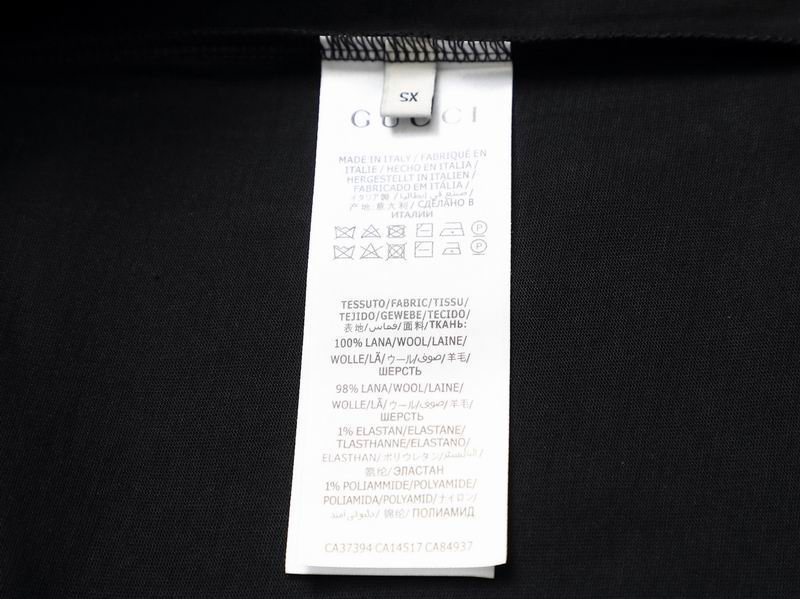 XS
GUCCI
MADE IN ITALY / FABRIQUÉ EN
ITALIE / HECHO EN ITALIA /
HERGESTELLT IN ITALIEN /
FABRICADO EM ITÁLIA /
イタリア製 / صنع في إيطاليا /
产地:意大利 / СДЕЛАНО В
ИТАЛИИ
P
P
TESSUTO/FABRIC/TISSU/
TEJIDO/GEWEBE/TECIDO/
表地/قماس/面料/ТКАНЬ:
100% LANA/WOOL/LAINE/
WOLLE/LÃ/ウール/صوف/羊毛/
ШЕРСТЬ
98% LANA/WOOL/LAINE/
WOLLE/LÃ/ウール/صوف/羊毛/
ШЕРСТЬ
1% ELASTAN/ELASTANE/
TLASTHANNE/ELASTANO/
ELASTHAN/ポリウレタン/
氨纶/ЭЛАСТАН
1% POLIAMMIDE/POLYAMIDE/
POLIAMIDA/POLYAMID/ナイロン/
锦纶/ПОЛИАМИД
CA37394 CA14517 CA84937